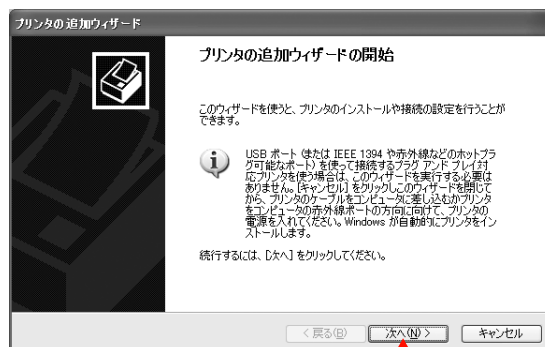 プリンタの追加ウィザード
プリンタの追加ウィザードの開始
このウィザードを使うと、プリンタのインストールや接続の設定を行うことが
できます。
USB ポート (または IEEE 1394 や赤外線などのホットプラ
グ可能なポート) を使って接続するプラグ アンド プレイ対
応プリンタを使う場合は、このウィザードを実行する必要は
ありません。[キャンセル] をクリックしこのウィザードを閉じて
から、プリンタのケーブルをコンピュータに差し込むかプリンタ
をコンピュータの赤外線ポートの方向に向けて、プリンタの
電源を入れてください。Windows が自動的にプリンタをイン
ストールします。
続行するには、[次へ] をクリックしてください。
< 戻る(B)
次へ(N) >
キャンセル